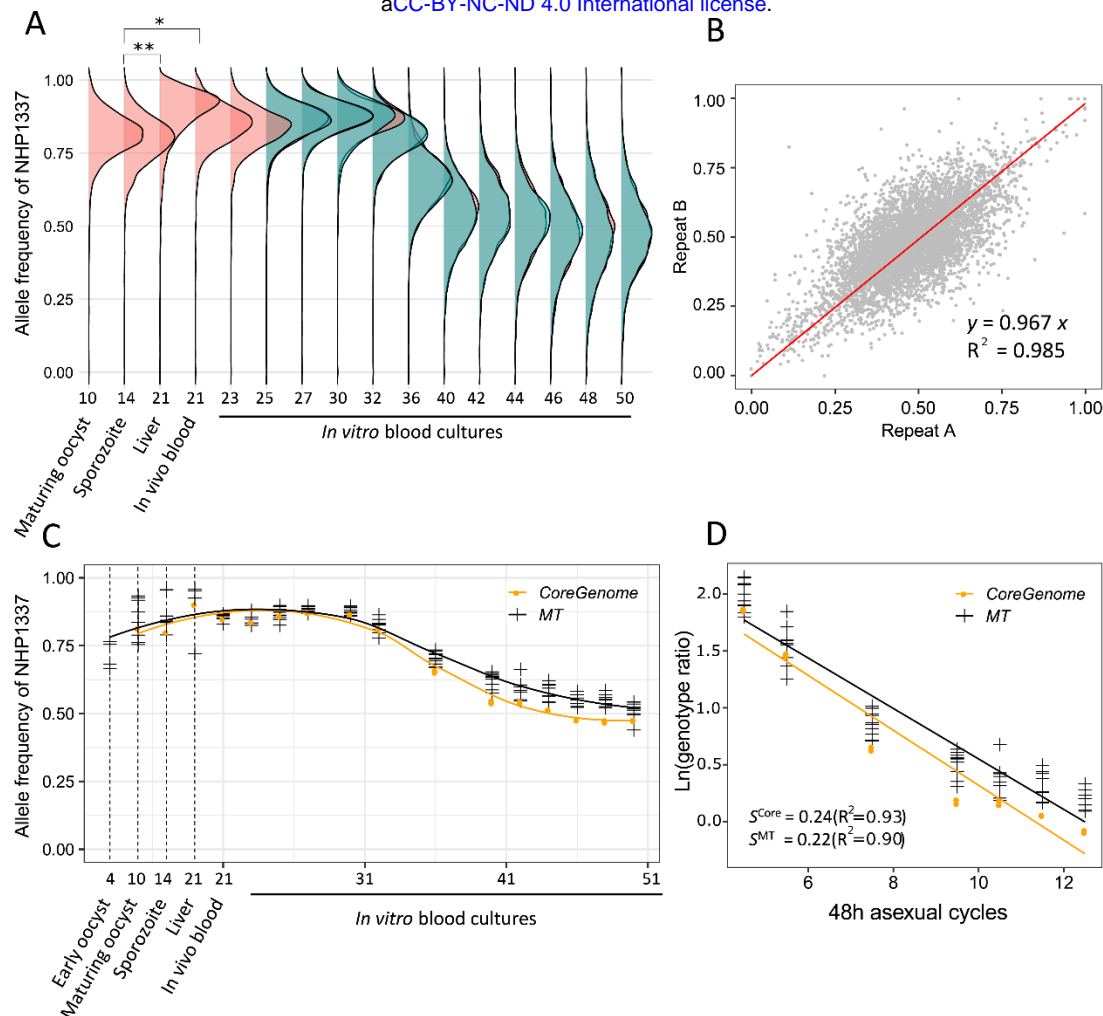 aCC-BY-NC-ND 4.0 International license.
A
*
**
Allele frequency of NHP1337
1.00
0.75
0.50
0.25
0.00
10 14 21 21 23 25 27 30 32 36 40 42 44 46 48 50
Maturing oocyst
Sporozoite
Liver
In vivo blood
In vitro blood cultures
B
Repeat B
1.00
0.75
0.50
0.25
0.00
y = 0.967 x
R² = 0.985
0.00 0.25 0.50 0.75 1.00
Repeat A
C
Allele frequency of NHP1337
1.00
0.75
0.50
0.25
0.00
CoreGenome
MT
4 10 14 21 21 31 41 51
Early oocyst
Maturing oocyst
Sporozoite
Liver
In vivo blood
In vitro blood cultures
D
Ln(genotype ratio)
2.0
1.5
1.0
0.5
0.0
CoreGenome
MT
S^Core = 0.24(R²=0.93)
S^MT = 0.22(R²=0.90)
6 8 10 12
48h asexual cycles